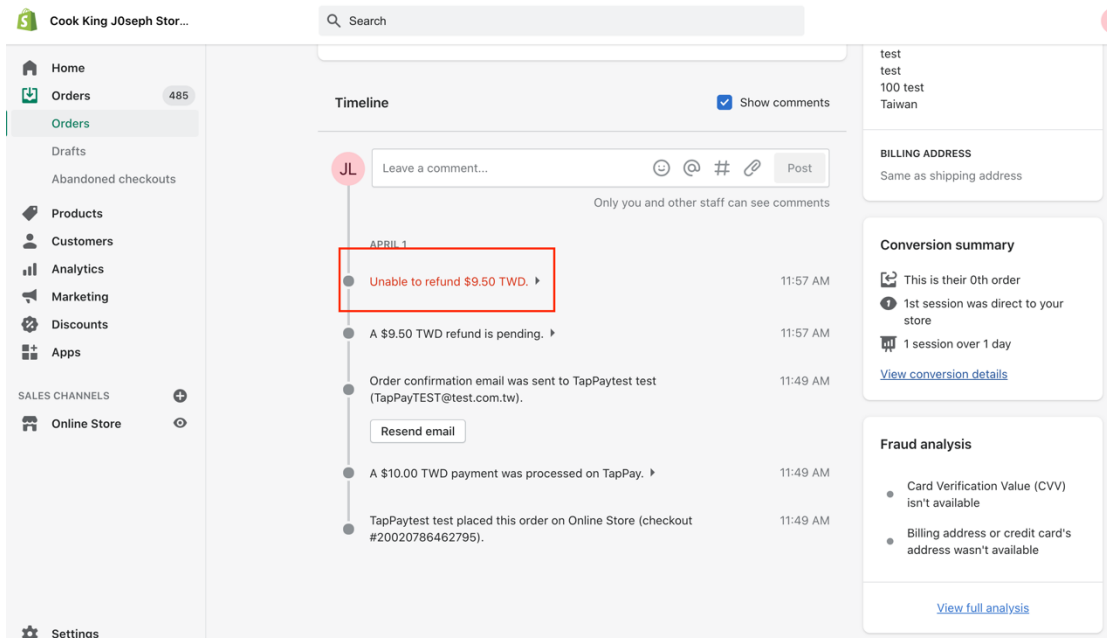 Cook King J0seph Stor...
Search
Home
Orders 485
Orders
Drafts
Abandoned checkouts
Products
Customers
Analytics
Marketing
Discounts
Apps
SALES CHANNELS
Online Store
Settings
Timeline
Show comments
JL
Leave a comment...
Post
Only you and other staff can see comments
APRIL 1
Unable to refund $9.50 TWD. 11:57 AM
A $9.50 TWD refund is pending. 11:57 AM
Order confirmation email was sent to TapPaytest test 11:49 AM
(TapPayTEST@test.com.tw).
Resend email
A $10.00 TWD payment was processed on TapPay. 11:49 AM
TapPaytest test placed this order on Online Store (checkout 11:49 AM
#20020786462795).
test
test
100 test
Taiwan
BILLING ADDRESS
Same as shipping address
Conversion summary
This is their 0th order
1 1st session was direct to your
store
1 session over 1 day
View conversion details
Fraud analysis
Card Verification Value (CVV)
isn't available
Billing address or credit card's
address wasn't available
View full analysis